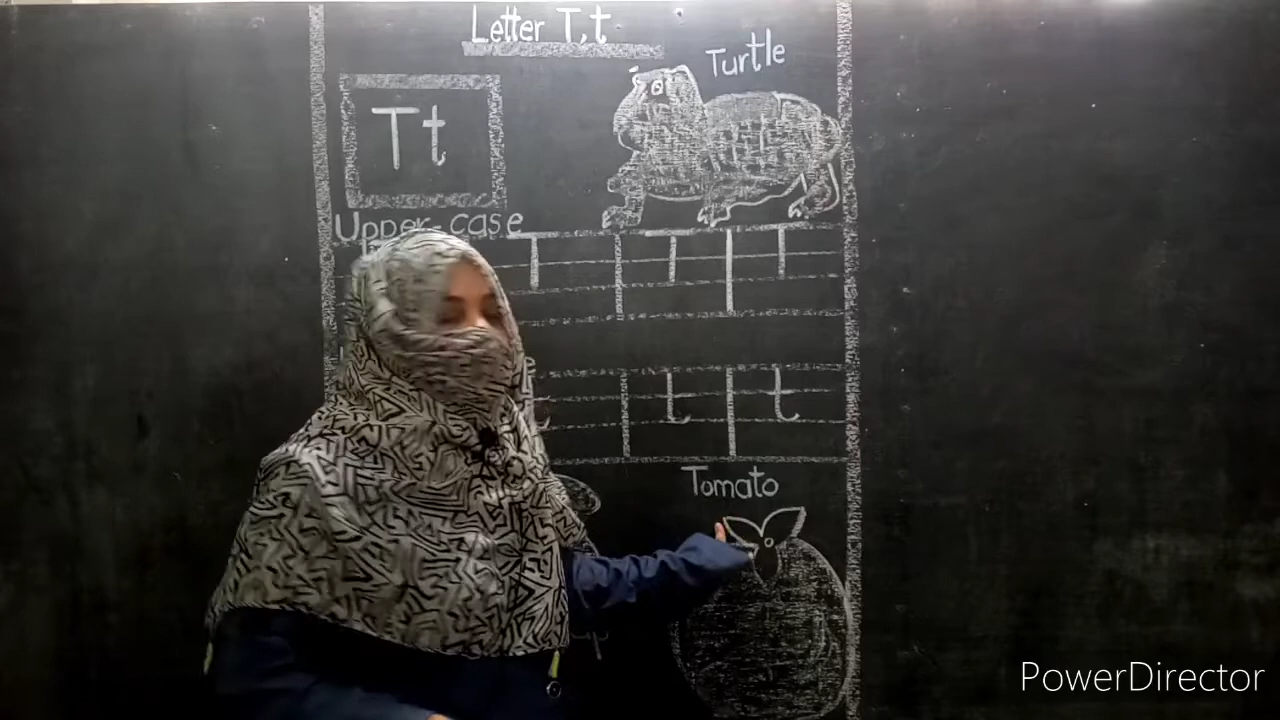 Letter T,t
Turtle
Tt
Upper-case
T T T
t t t
Tomato
PowerDirector